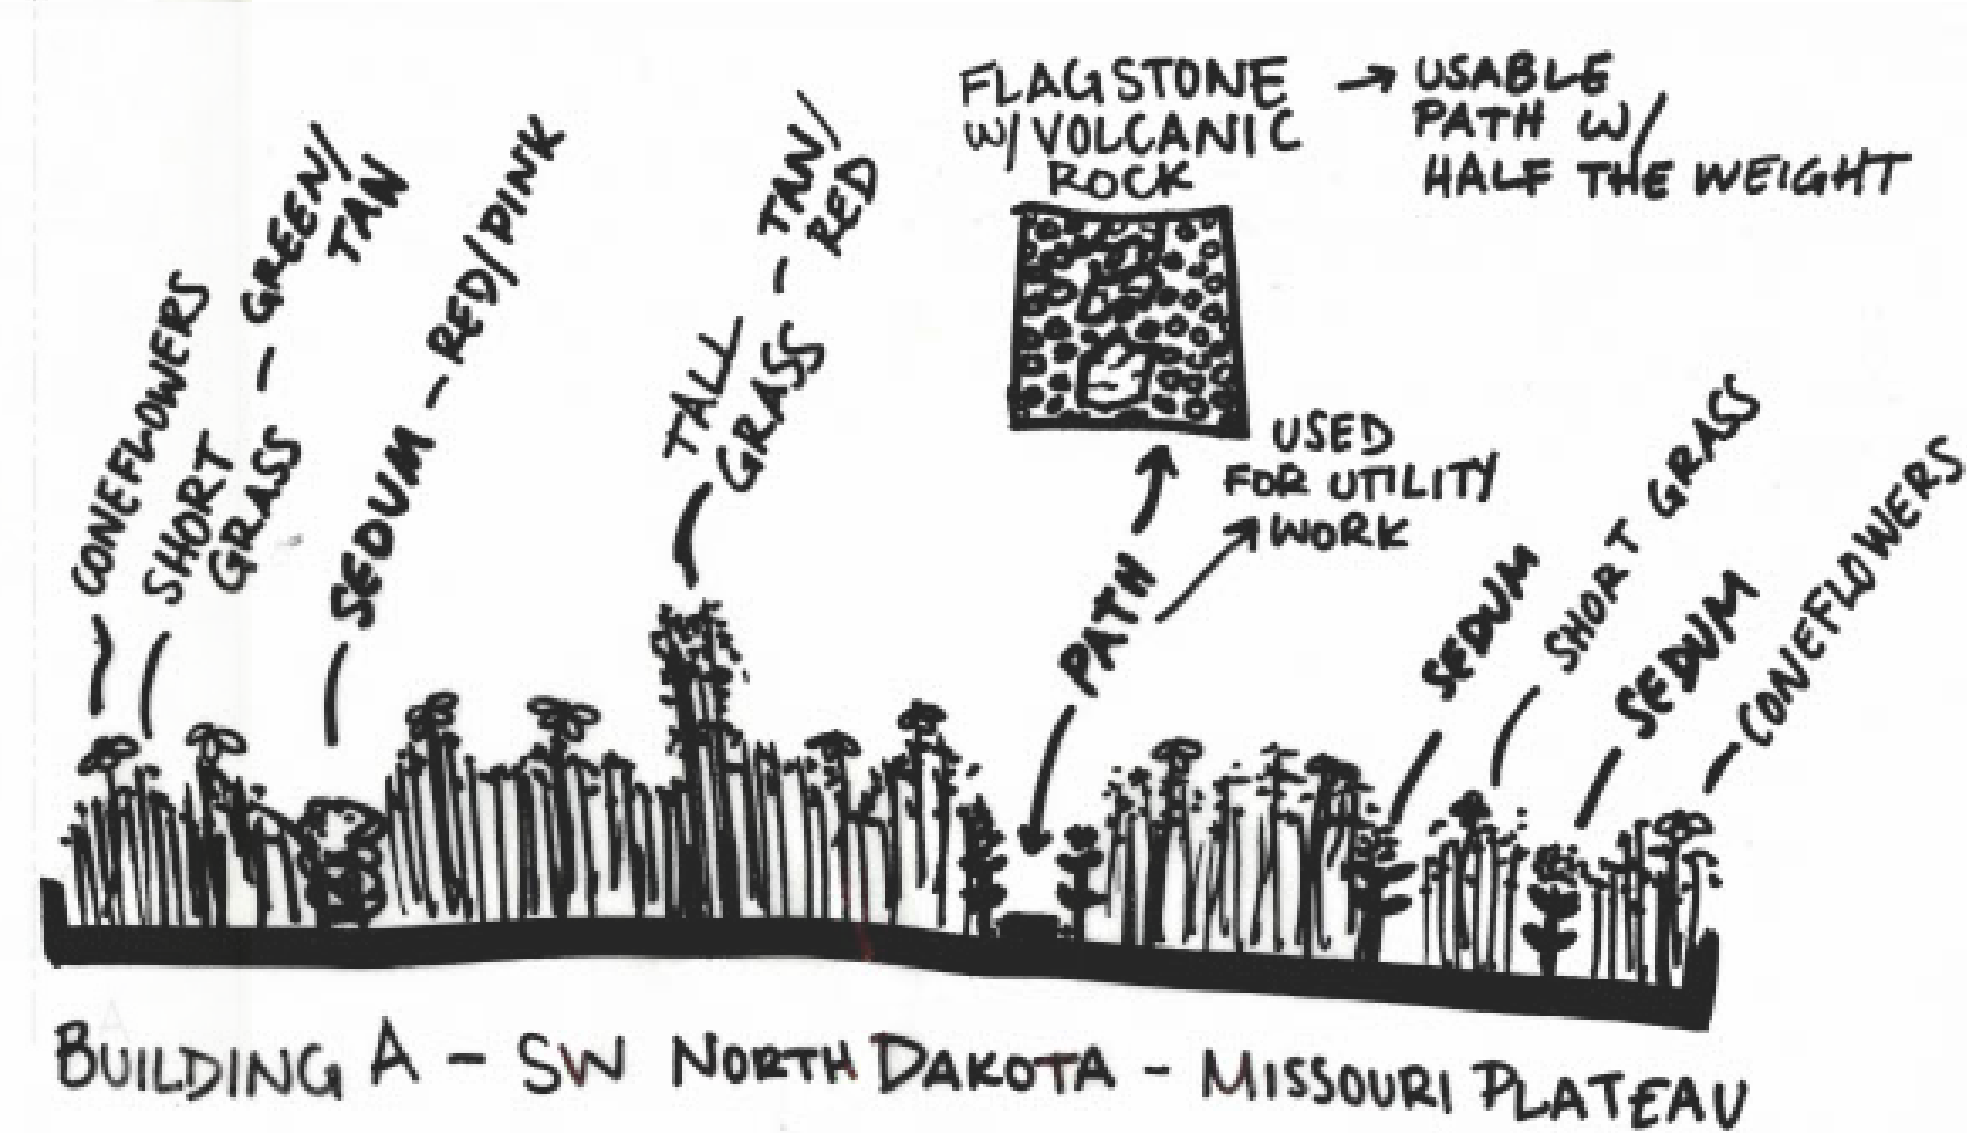 CONEFLOWERS
SHORT
GRASS
– GREEN/
TAN
SEDUM – RED/PINK
TALL
GRASS
– TAN/
RED
FLAGSTONE
W/ VOLCANIC
ROCK
→ USABLE
PATH W/
HALF THE WEIGHT
PATH
USED
FOR UTILITY
WORK
SEDUM
SHORT GRASS
SEDUM
CONEFLOWERS
BUILDING A – SW NORTH DAKOTA – MISSOURI PLATEAU